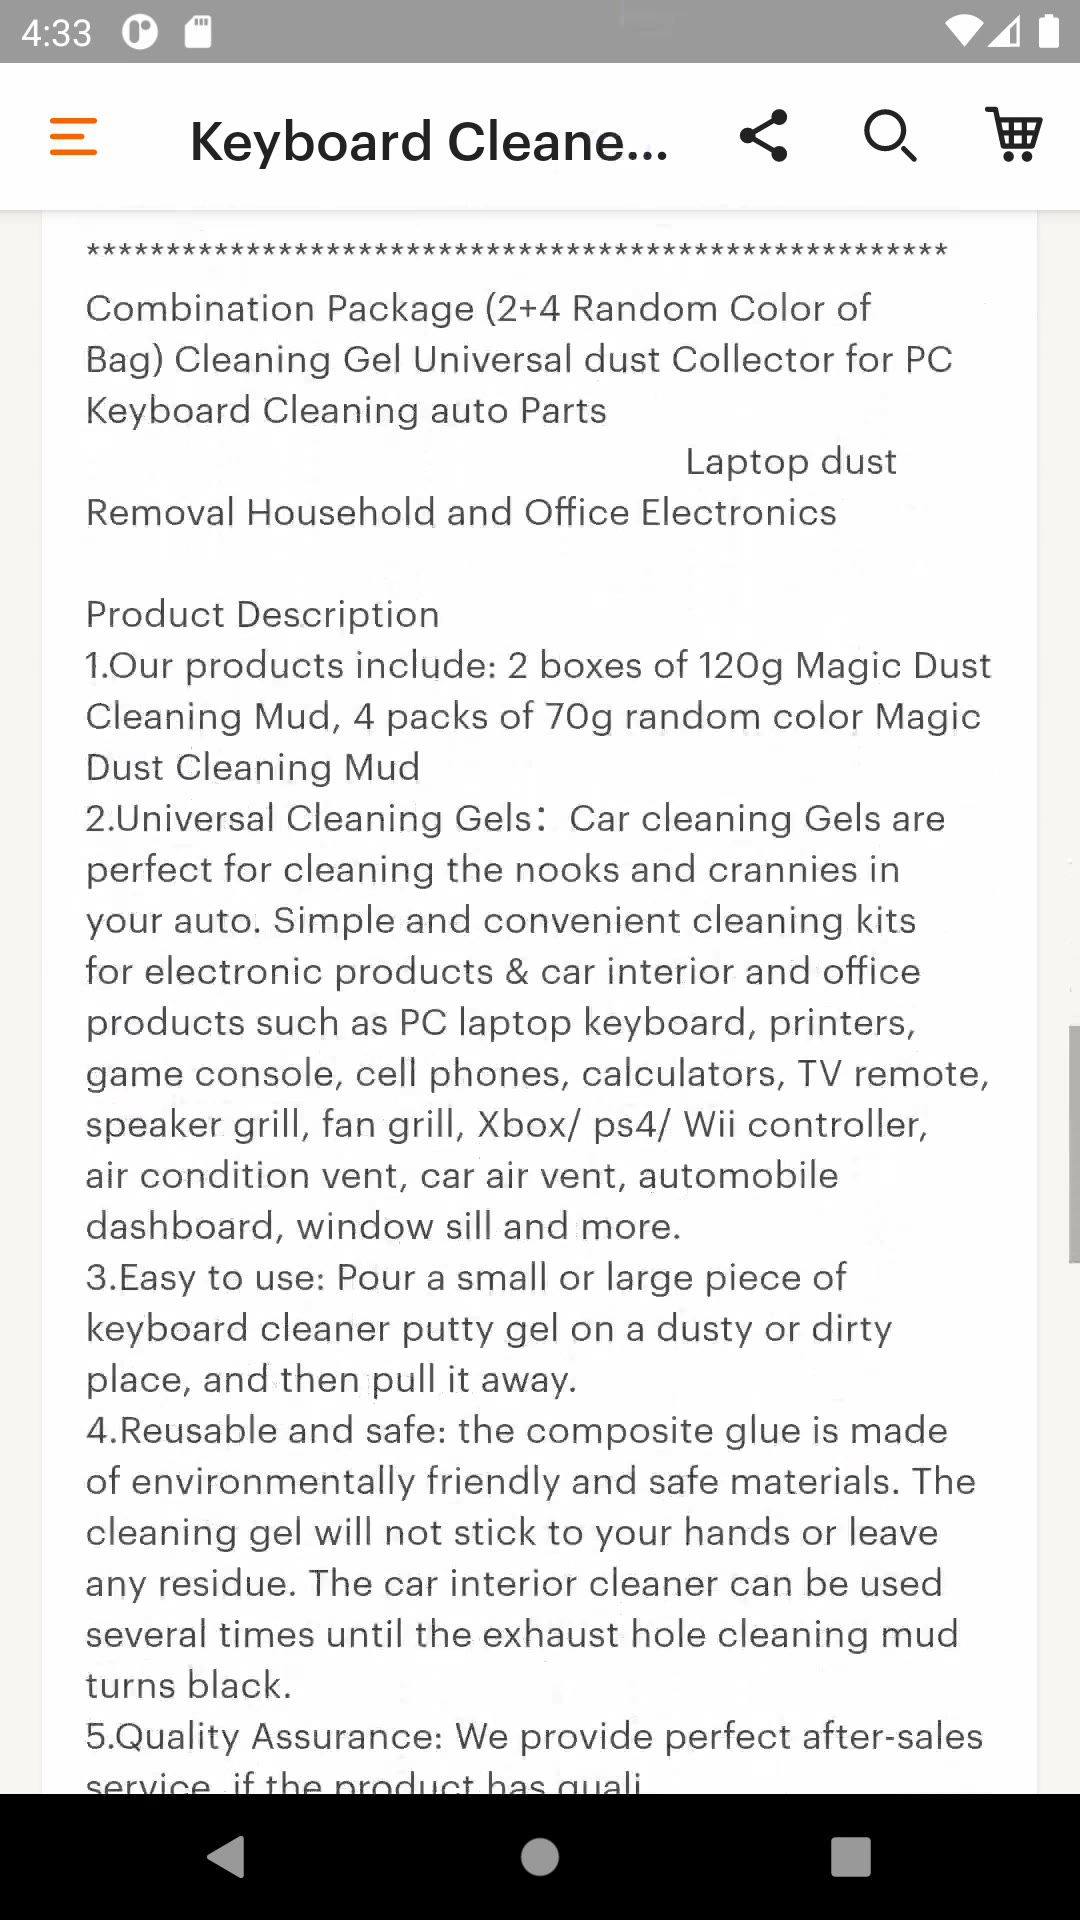 4:33
Keyboard Cleane...
******************************************************
Combination Package (2+4 Random Color of
Bag) Cleaning Gel Universal dust Collector for PC
Keyboard Cleaning auto Parts
Laptop dust
Removal Household and Office Electronics
Product Description
1.Our products include: 2 boxes of 120g Magic Dust
Cleaning Mud, 4 packs of 70g random color Magic
Dust Cleaning Mud
2.Universal Cleaning Gels： Car cleaning Gels are
perfect for cleaning the nooks and crannies in
your auto. Simple and convenient cleaning kits
for electronic products & car interior and office
products such as PC laptop keyboard, printers,
game console, cell phones, calculators, TV remote,
speaker grill, fan grill, Xbox/ ps4/ Wii controller,
air condition vent, car air vent, automobile
dashboard, window sill and more.
3.Easy to use: Pour a small or large piece of
keyboard cleaner putty gel on a dusty or dirty
place, and then pull it away.
4.Reusable and safe: the composite glue is made
of environmentally friendly and safe materials. The
cleaning gel will not stick to your hands or leave
any residue. The car interior cleaner can be used
several times until the exhaust hole cleaning mud
turns black.
5.Quality Assurance: We provide perfect after-sales
service, if the product has quali